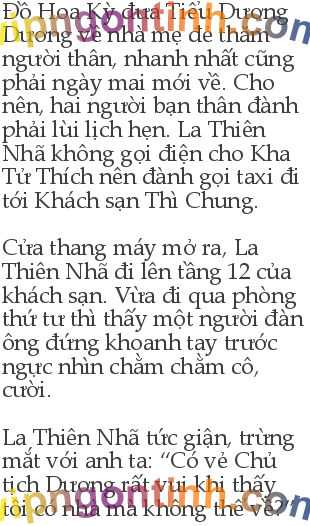 Đồ Hoa Kỳ đưa Tiểu Dương
Dương về nhà mẹ đẻ thăm
người thân, nhanh nhất cũng
phải ngày mai mới về. Cho
nên, hai người bạn thân đành
phải lùi lịch hẹn. La Thiên
Nhã không gọi điện cho Kha
Tử Thích nên đành gọi taxi đi
tới Khách sạn Thì Chung.

Cửa thang máy mở ra, La
Thiên Nhã đi lên tầng 12 của
khách sạn. Vừa đi qua phòng
thứ tư thì thấy một người đàn
ông đứng khoanh tay trước
ngực nhìn chằm chằm cô,
cười.

La Thiên Nhã tức giận, trừng
mắt với anh ta: “Có vẻ Chủ
tịch Dương rất vui khi thấy
tôi có nhà mà không thể về?”